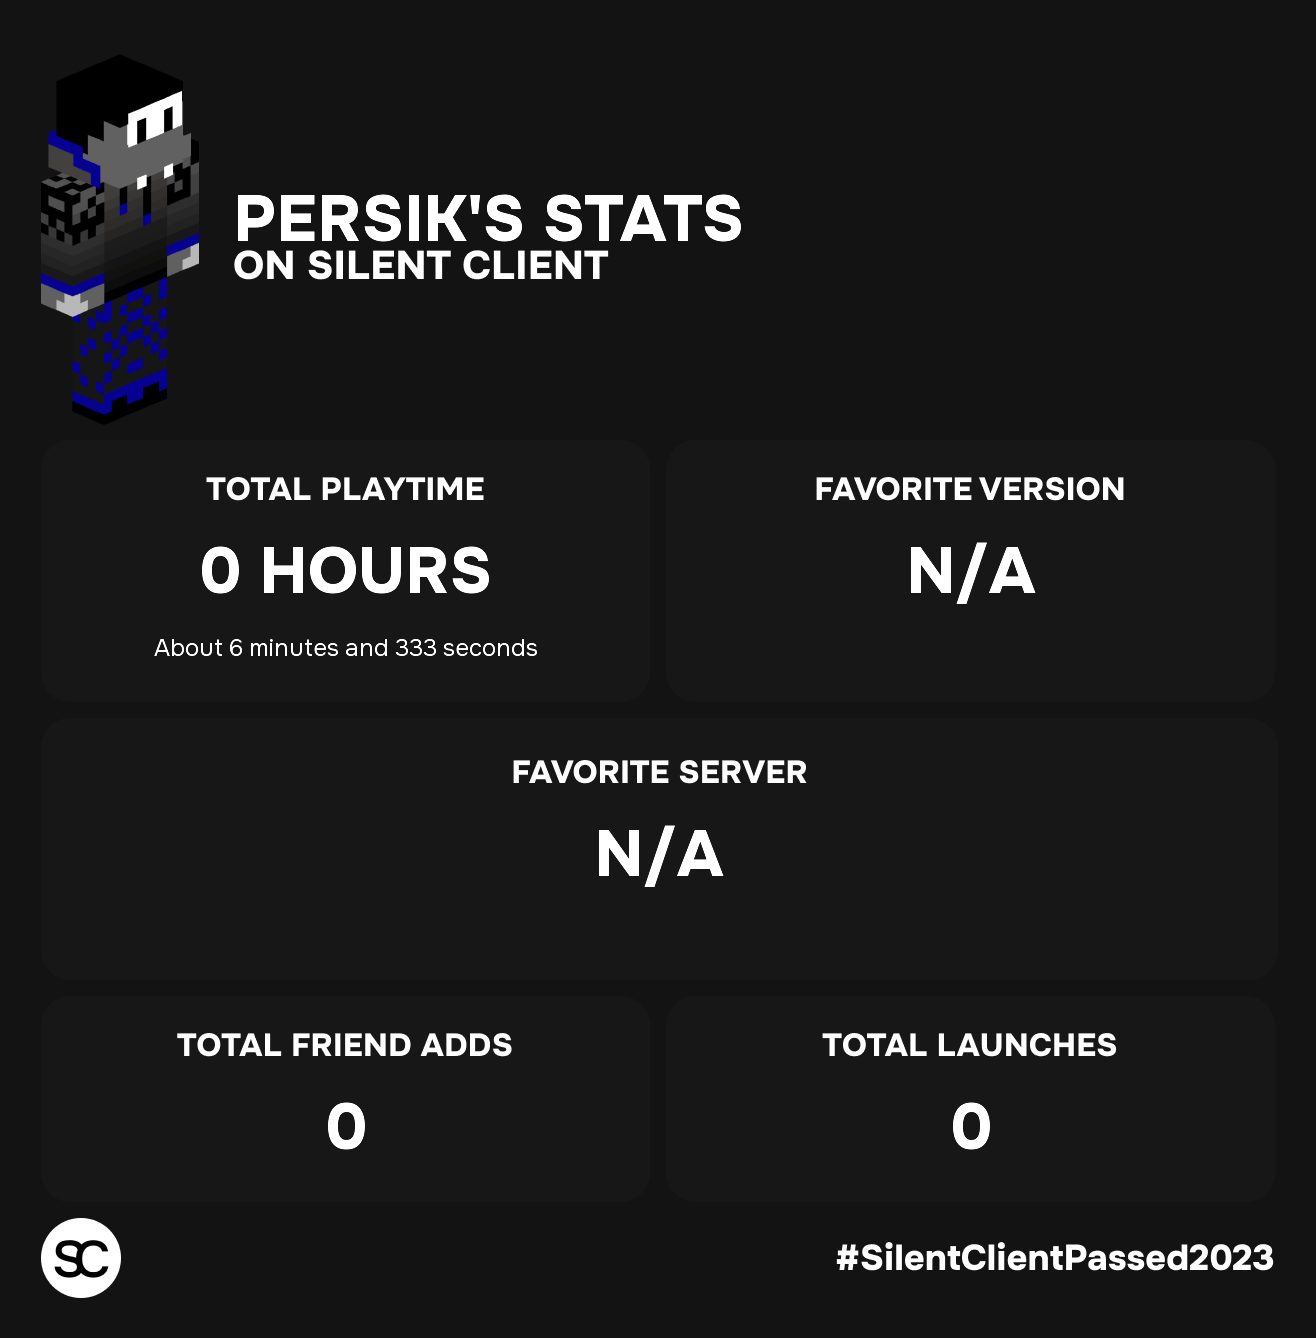 PERSIK'S STATS
ON SILENT CLIENT
TOTAL PLAYTIME
0 HOURS
About 6 minutes and 333 seconds
FAVORITE VERSION
N/A
FAVORITE SERVER
N/A
TOTAL FRIEND ADDS
0
TOTAL LAUNCHES
0
SC
#SilentClientPassed2023